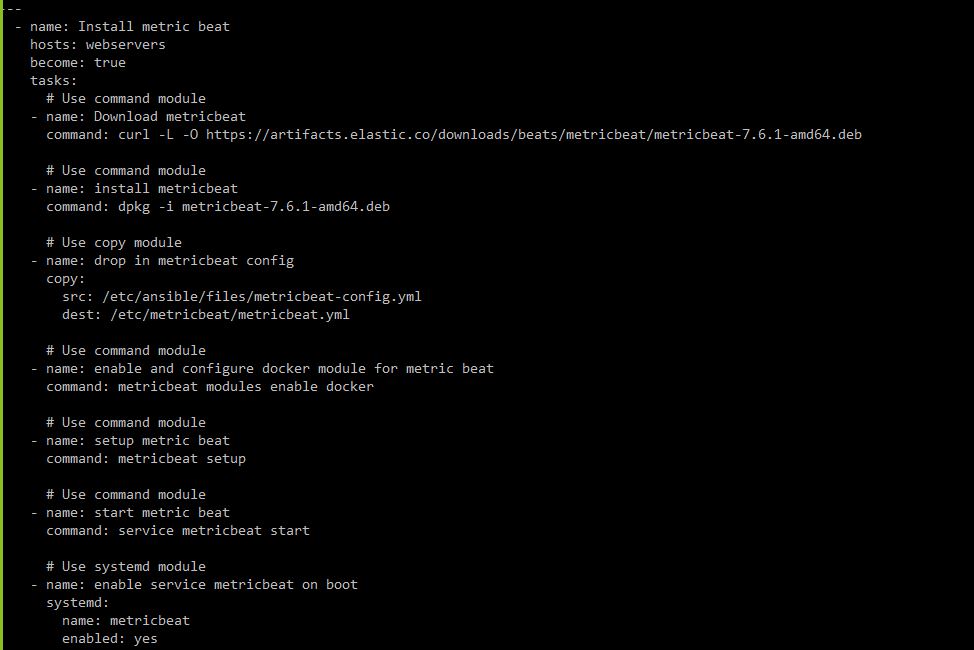 ---
- name: Install metric beat
hosts: webservers
become: true
tasks:
# Use command module
- name: Download metricbeat
command: curl -L -O https://artifacts.elastic.co/downloads/beats/metricbeat/metricbeat-7.6.1-amd64.deb
# Use command module
- name: install metricbeat
command: dpkg -i metricbeat-7.6.1-amd64.deb
# Use copy module
- name: drop in metricbeat config
copy:
src: /etc/ansible/files/metricbeat-config.yml
dest: /etc/metricbeat/metricbeat.yml
# Use command module
- name: enable and configure docker module for metric beat
command: metricbeat modules enable docker
# Use command module
- name: setup metric beat
command: metricbeat setup
# Use command module
- name: start metric beat
command: service metricbeat start
# Use systemd module
- name: enable service metricbeat on boot
systemd:
name: metricbeat
enabled: yes